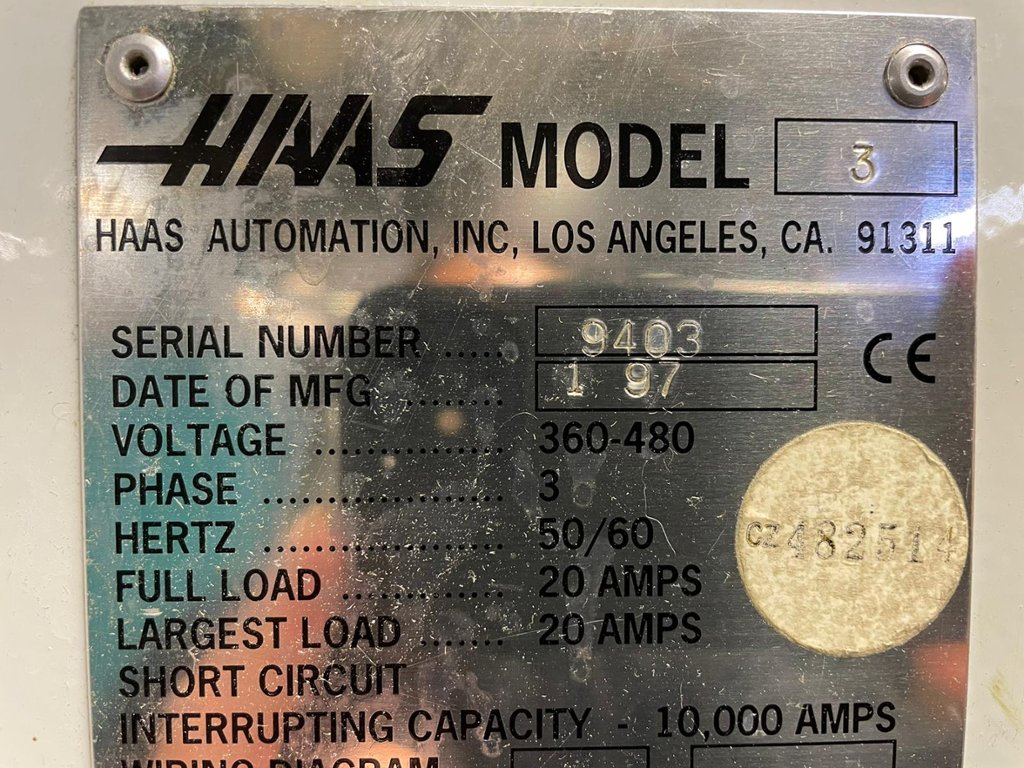 HAAS MODEL 3
HAAS AUTOMATION, INC, LOS ANGELES, CA. 91311
SERIAL NUMBER ..... 9403
DATE OF MFG ........ 1 97
CE
VOLTAGE ............... 360-480
PHASE ................... 3
HERTZ ................... 50/60
FULL LOAD ............. 20 AMPS
LARGEST LOAD ....... 20 AMPS
CZ482514
SHORT CIRCUIT
INTERRUPTING CAPACITY - 10,000 AMPS
WIRING DIAGRAM